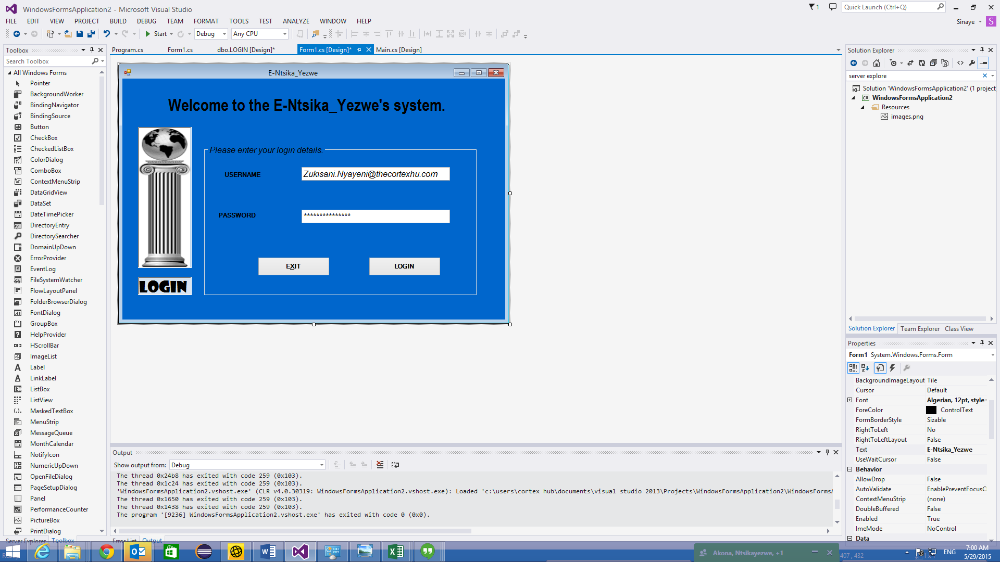 WindowsFormsApplication2 - Microsoft Visual Studio
1
Quick Launch (Ctrl+Q)
FILE EDIT VIEW PROJECT BUILD DEBUG TEAM FORMAT TOOLS TEST ANALYZE WINDOW HELP
Sinaye S
Start Debug Any CPU
Toolbox
Search Toolbox
All Windows Forms
Pointer
BackgroundWorker
BindingNavigator
BindingSource
Button
CheckBox
CheckedListBox
ColorDialog
ComboBox
ContextMenuStrip
DataGridView
DataSet
DateTimePicker
DirectoryEntry
DirectorySearcher
DomainUpDown
ErrorProvider
EventLog
FileSystemWatcher
FlowLayoutPanel
FolderBrowserDialog
FontDialog
GroupBox
HelpProvider
HScrollBar
ImageList
Label
LinkLabel
ListBox
ListView
MaskedTextBox
MenuStrip
MessageQueue
MonthCalendar
NotifyIcon
NumericUpDown
OpenFileDialog
PageSetupDialog
Panel
PerformanceCounter
PictureBox
PrintDialog
Server Explorer Toolbox
Program.cs Form1.cs dbo.LOGIN [Design]* Form1.cs [Design]* Main.cs [Design]
E-Ntsika_Yezwe
Welcome to the E-Ntsika_Yezwe's system.
Please enter your login details.
USERNAME Zukisani.Nyayeni@thecortexhu.com
PASSWORD ***************
EXIT LOGIN
LOGIN
Output
Show output from: Debug
The thread 0x24b8 has exited with code 259 (0x103).
The thread 0x1c24 has exited with code 259 (0x103).
'WindowsFormsApplication2.vshost.exe' (CLR v4.0.30319: WindowsFormsApplication2.vshost.exe): Loaded 'c:\users\cortex hub\documents\visual studio 2013\Projects\WindowsFormsApplication2\WindowsFormsA
The thread 0x1650 has exited with code 259 (0x103).
The thread 0x1438 has exited with code 259 (0x103).
The program '[9236] WindowsFormsApplication2.vshost.exe' has exited with code 0 (0x0).
Error List Output
Solution Explorer
server explore
Solution 'WindowsFormsApplication2' (1 project
WindowsFormsApplication2
Resources
images.png
Solution Explorer Team Explorer Class View
Properties
Form1 System.Windows.Forms.Form
BackgroundImageLayout Tile
Cursor Default
Font Algerian, 12pt, style=
ForeColor ControlText
FormBorderStyle Sizable
RightToLeft No
RightToLeftLayout False
Text E-Ntsika_Yezwe
UseWaitCursor False
Behavior
AllowDrop False
AutoValidate EnablePreventFocusC
ContextMenuStrip (none)
DoubleBuffered False
Enabled True
ImeMode NoControl
Data
Akona, Ntsikayezwe, +1
407 , 432
ENG
7:00 AM
5/29/2015